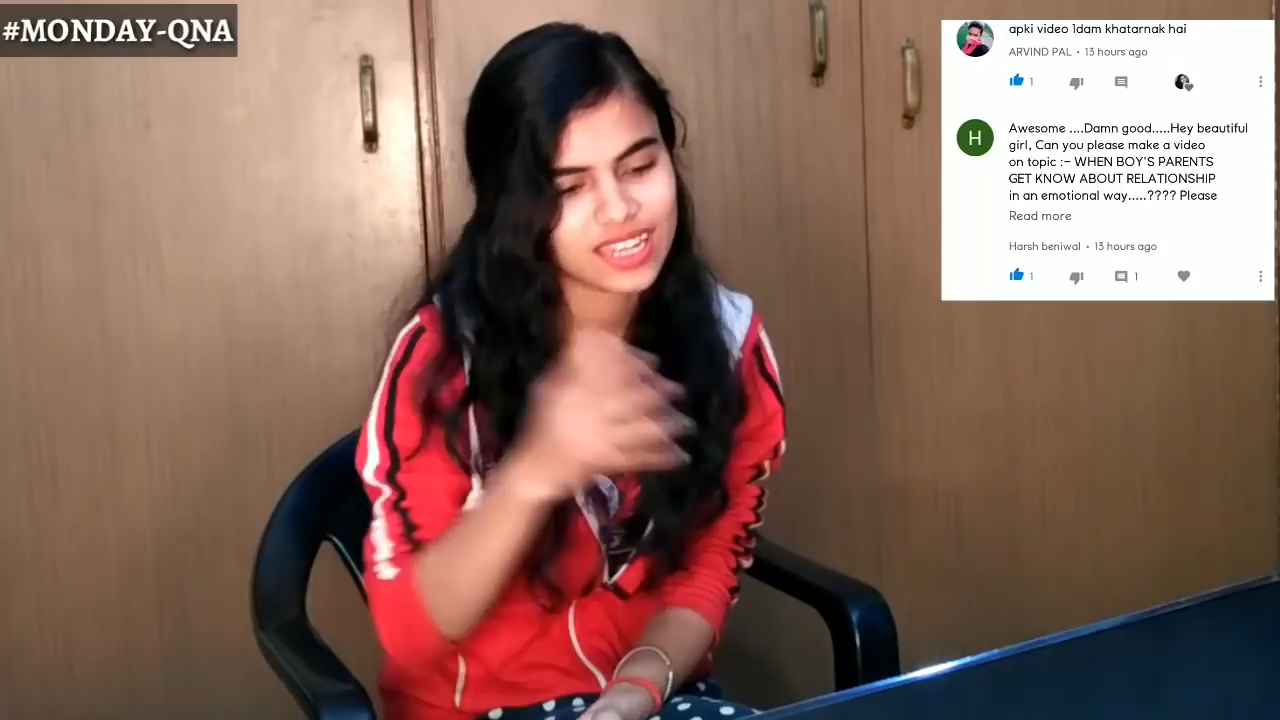 #MONDAY-QNA
apki video 1dam khatarnak hai
ARVIND PAL • 13 hours ago
1
H
Awesome ....Damn good.....Hey beautiful
girl, Can you please make a video
on topic :- WHEN BOY'S PARENTS
GET KNOW ABOUT RELATIONSHIP
in an emotional way.....???? Please
Read more
Harsh beniwal • 13 hours ago
1 1